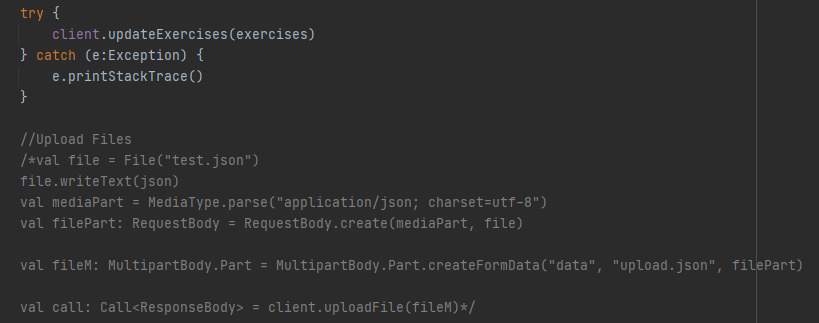 try {
    client.updateExercises(exercises)
} catch (e:Exception) {
    e.printStackTrace()
}
//Upload Files
/*val file = File("test.json")
file.writeText(json)
val mediaPart = MediaType.parse("application/json; charset=utf-8")
val filePart: RequestBody = RequestBody.create(mediaPart, file)
val fileM: MultipartBody.Part = MultipartBody.Part.createFormData("data", "upload.json", filePart)
val call: Call<ResponseBody> = client.uploadFile(fileM)*/